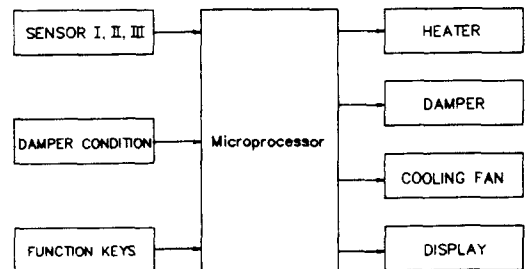 SENSOR I, II, III
DAMPER CONDITION
FUNCTION KEYS
Microprocessor
HEATER
DAMPER
COOLING FAN
DISPLAY